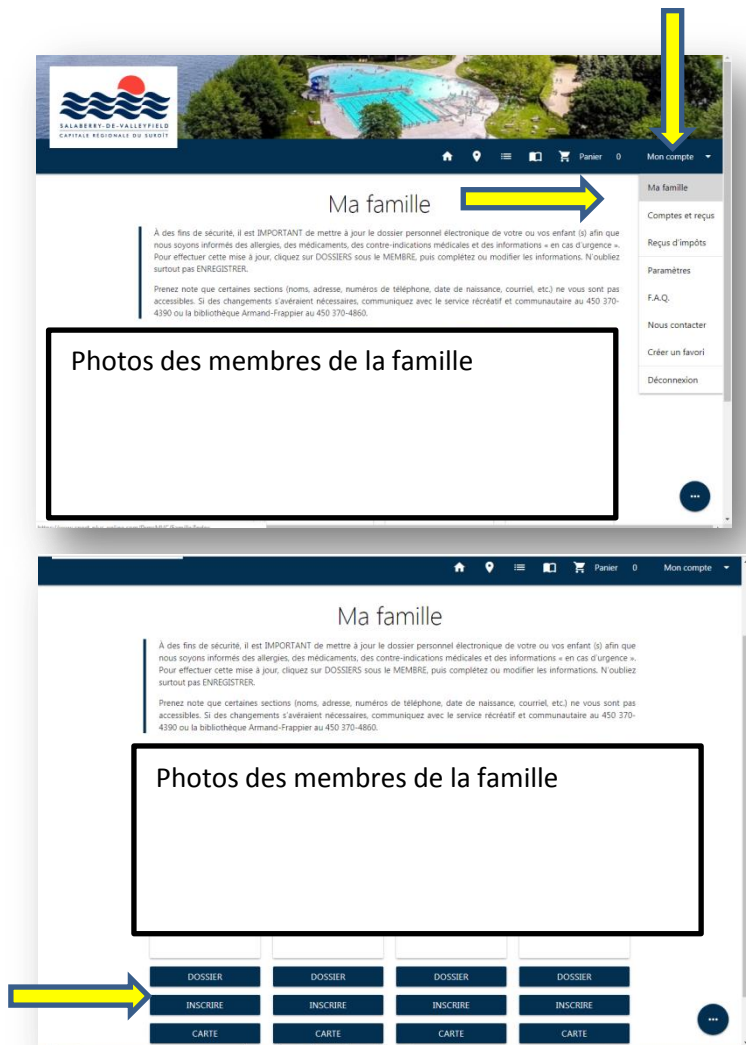 SALABERRY-DE-VALLEYFIELD
CAPITALE RÉGIONALE DU SUROÎT
Panier 0 Mon compte
Ma famille
Comptes et reçus
Reçus d'impôts
Paramètres
F.A.Q.
Nous contacter
Créer un favori
Déconnexion
Ma famille
À des fins de sécurité, il est IMPORTANT de mettre à jour le dossier personnel électronique de votre ou vos enfant (s) afin que
nous soyons informés des allergies, des médicaments, des contre-indications médicales et des informations « en cas d'urgence ».
Pour effectuer cette mise à jour, cliquez sur DOSSIERS sous le MEMBRE, puis complétez ou modifier les informations. N'oubliez
surtout pas ENREGISTRER.
Prenez note que certaines sections (noms, adresse, numéros de téléphone, date de naissance, courriel, etc.) ne vous sont pas
accessibles. Si des changements s'avéraient nécessaires, communiquez avec le service récréatif et communautaire au 450 370-
4390 ou la bibliothèque Armand-Frappier au 450 370-4860.
Photos des membres de la famille
Panier 0 Mon compte
Ma famille
À des fins de sécurité, il est IMPORTANT de mettre à jour le dossier personnel électronique de votre ou vos enfant (s) afin que
nous soyons informés des allergies, des médicaments, des contre-indications médicales et des informations « en cas d'urgence ».
Pour effectuer cette mise à jour, cliquez sur DOSSIERS sous le MEMBRE, puis complétez ou modifier les informations. N'oubliez
surtout pas ENREGISTRER.
Prenez note que certaines sections (noms, adresse, numéros de téléphone, date de naissance, courriel, etc.) ne vous sont pas
accessibles. Si des changements s'avéraient nécessaires, communiquez avec le service récréatif et communautaire au 450 370-
4390 ou la bibliothèque Armand-Frappier au 450 370-4860.
Photos des membres de la famille
DOSSIER DOSSIER DOSSIER DOSSIER
INSCRIRE INSCRIRE INSCRIRE INSCRIRE
CARTE CARTE CARTE CARTE